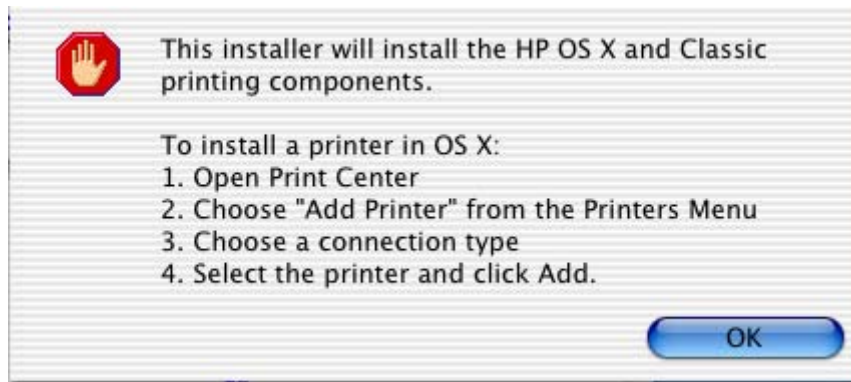 This installer will install the HP OS X and Classic
printing components.
To install a printer in OS X:
1. Open Print Center
2. Choose "Add Printer" from the Printers Menu
3. Choose a connection type
4. Select the printer and click Add.
OK